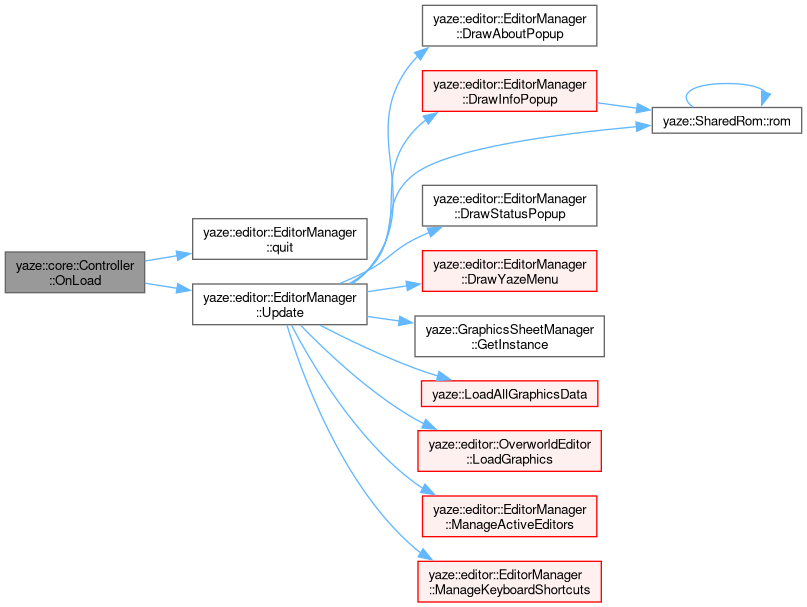 yaze::core::Controller
::OnLoad
yaze::editor::EditorManager
::quit
yaze::editor::EditorManager
::Update
yaze::editor::EditorManager
::DrawAboutPopup
yaze::editor::EditorManager
::DrawInfoPopup
yaze::SharedRom::rom
yaze::editor::EditorManager
::DrawStatusPopup
yaze::editor::EditorManager
::DrawYazeMenu
yaze::GraphicsSheetManager
::GetInstance
yaze::LoadAllGraphicsData
yaze::editor::OverworldEditor
::LoadGraphics
yaze::editor::EditorManager
::ManageActiveEditors
yaze::editor::EditorManager
::ManageKeyboardShortcuts